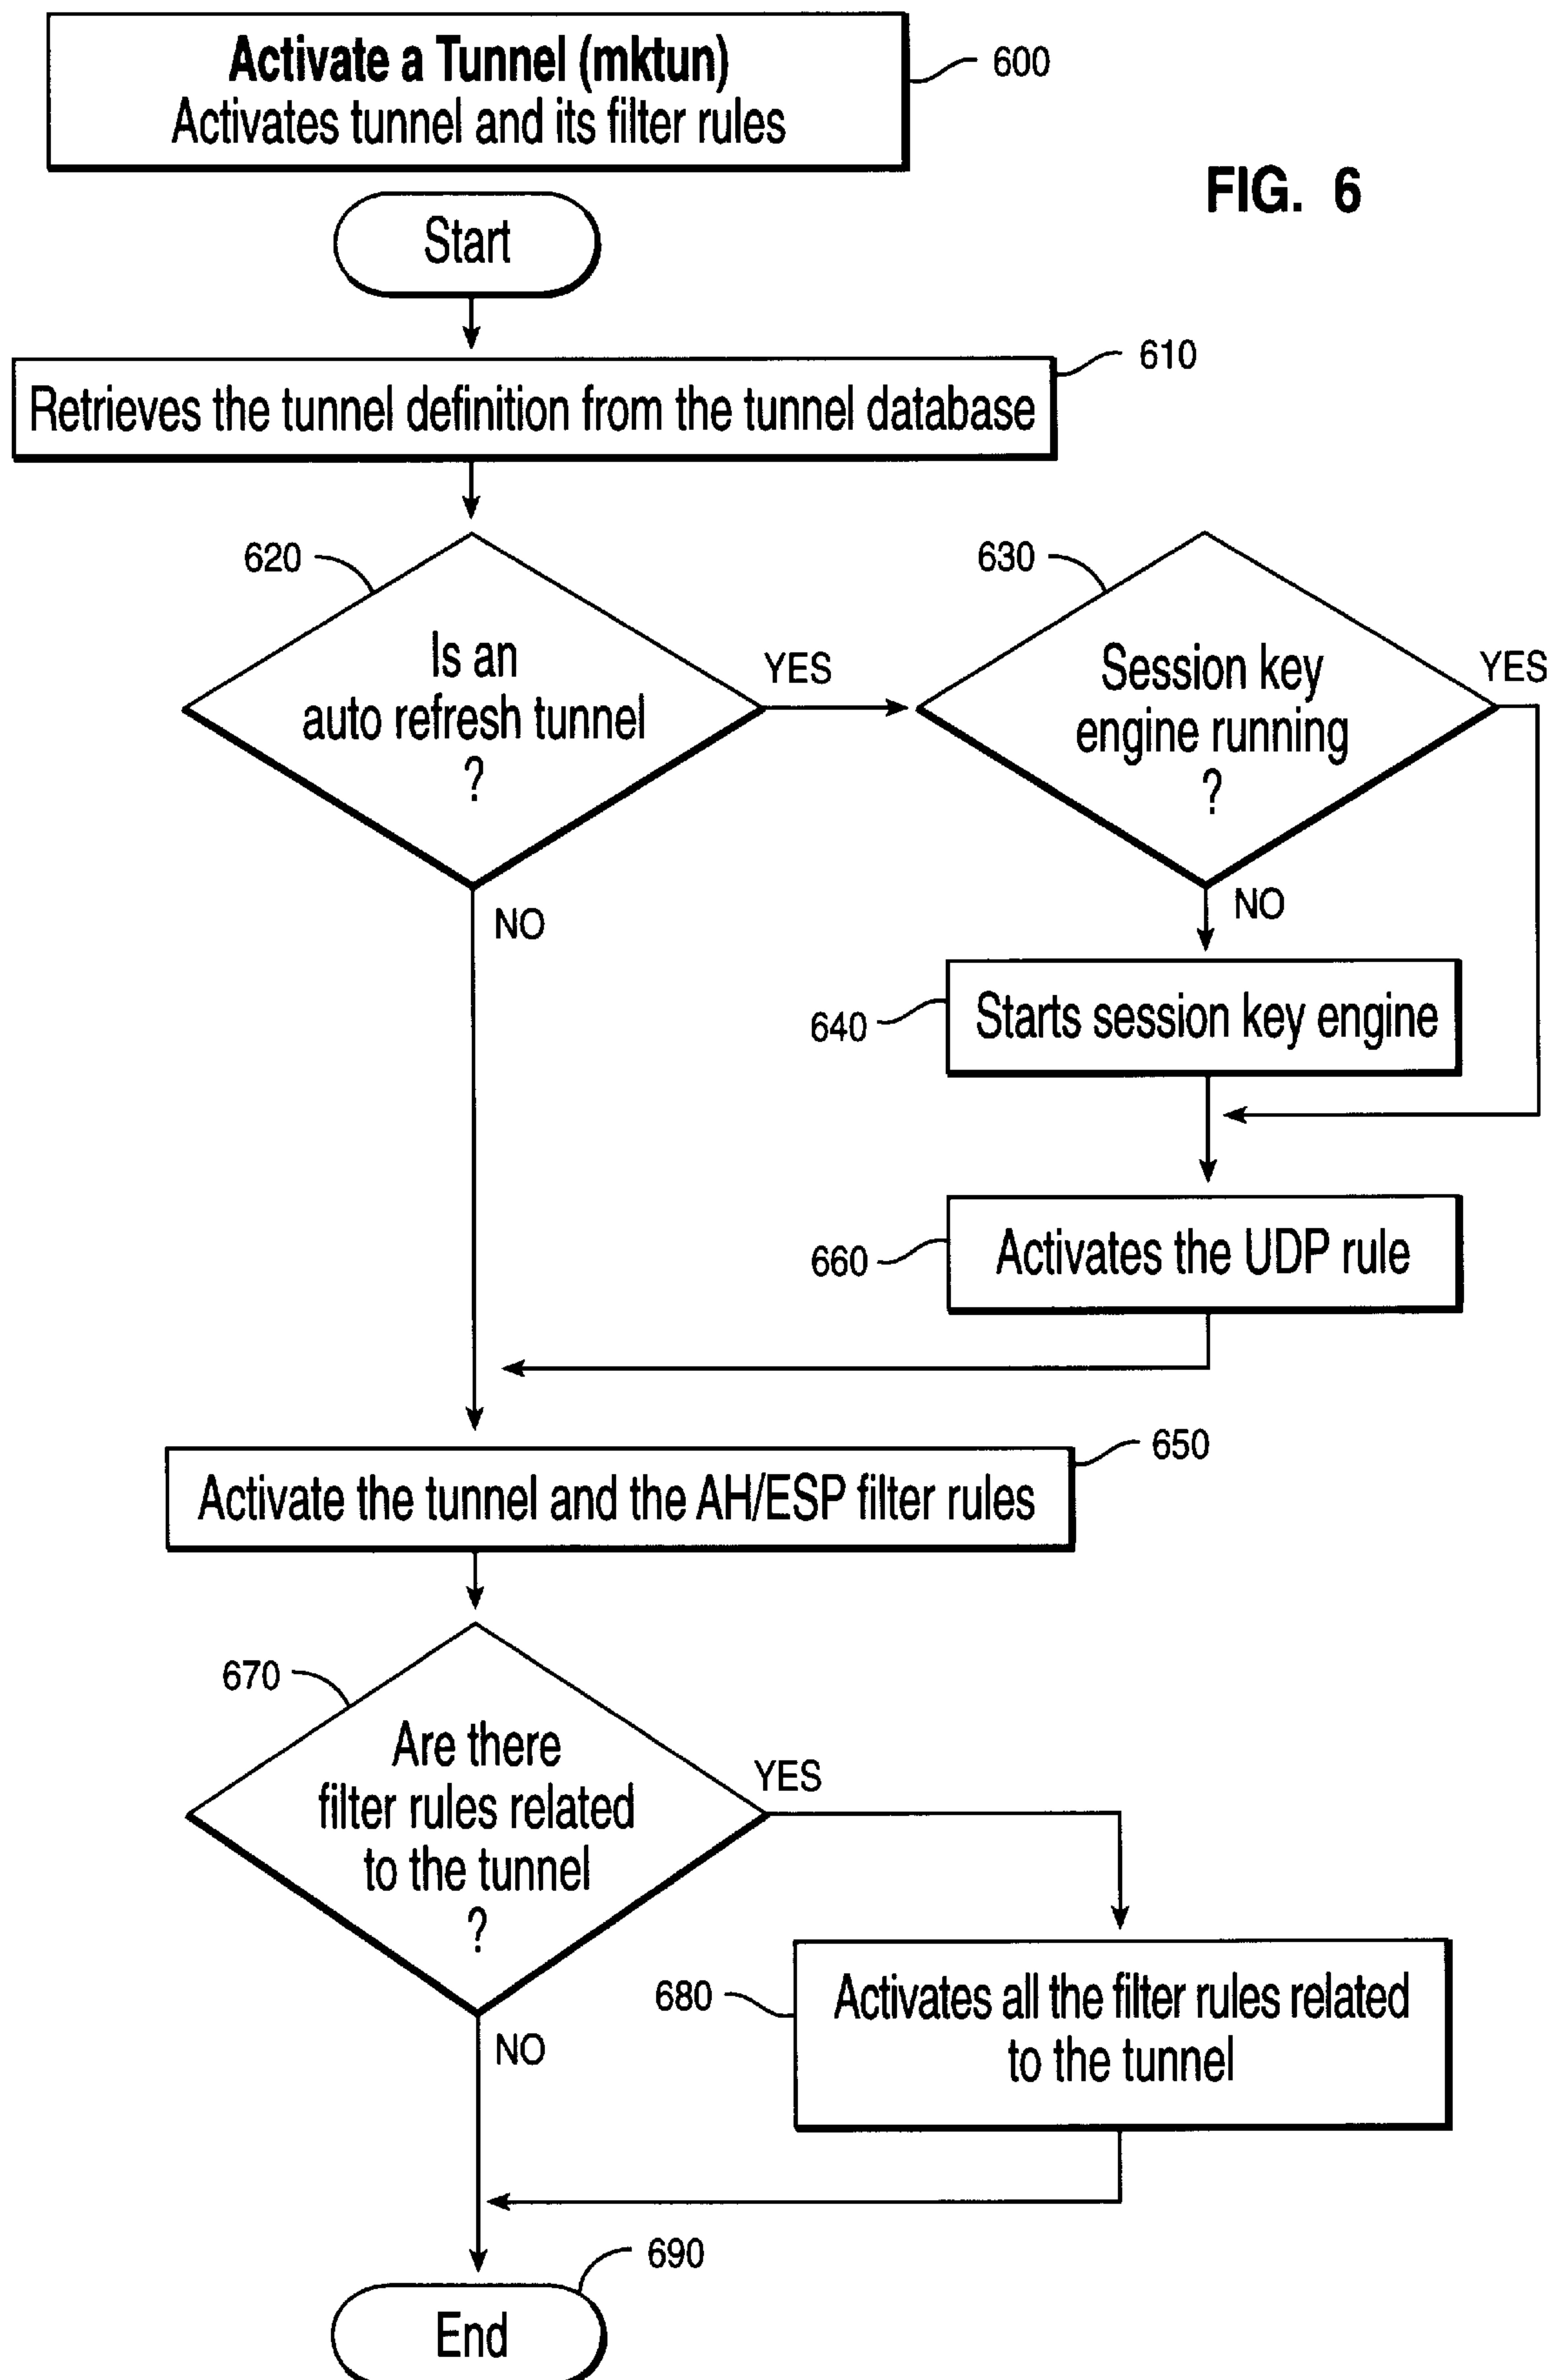 Activate a Tunnel (mktun)
Activates tunnel and its filter rules
600
FIG. 6
Start
610
Retrieves the tunnel definition from the tunnel database
620
Is an
auto refresh tunnel
?
YES
NO
630
Session key
engine running
?
YES
NO
640
Starts session key engine
660
Activates the UDP rule
650
Activate the tunnel and the AH/ESP filter rules
670
Are there
filter rules related
to the tunnel
?
YES
NO
680
Activates all the filter rules related
to the tunnel
690
End